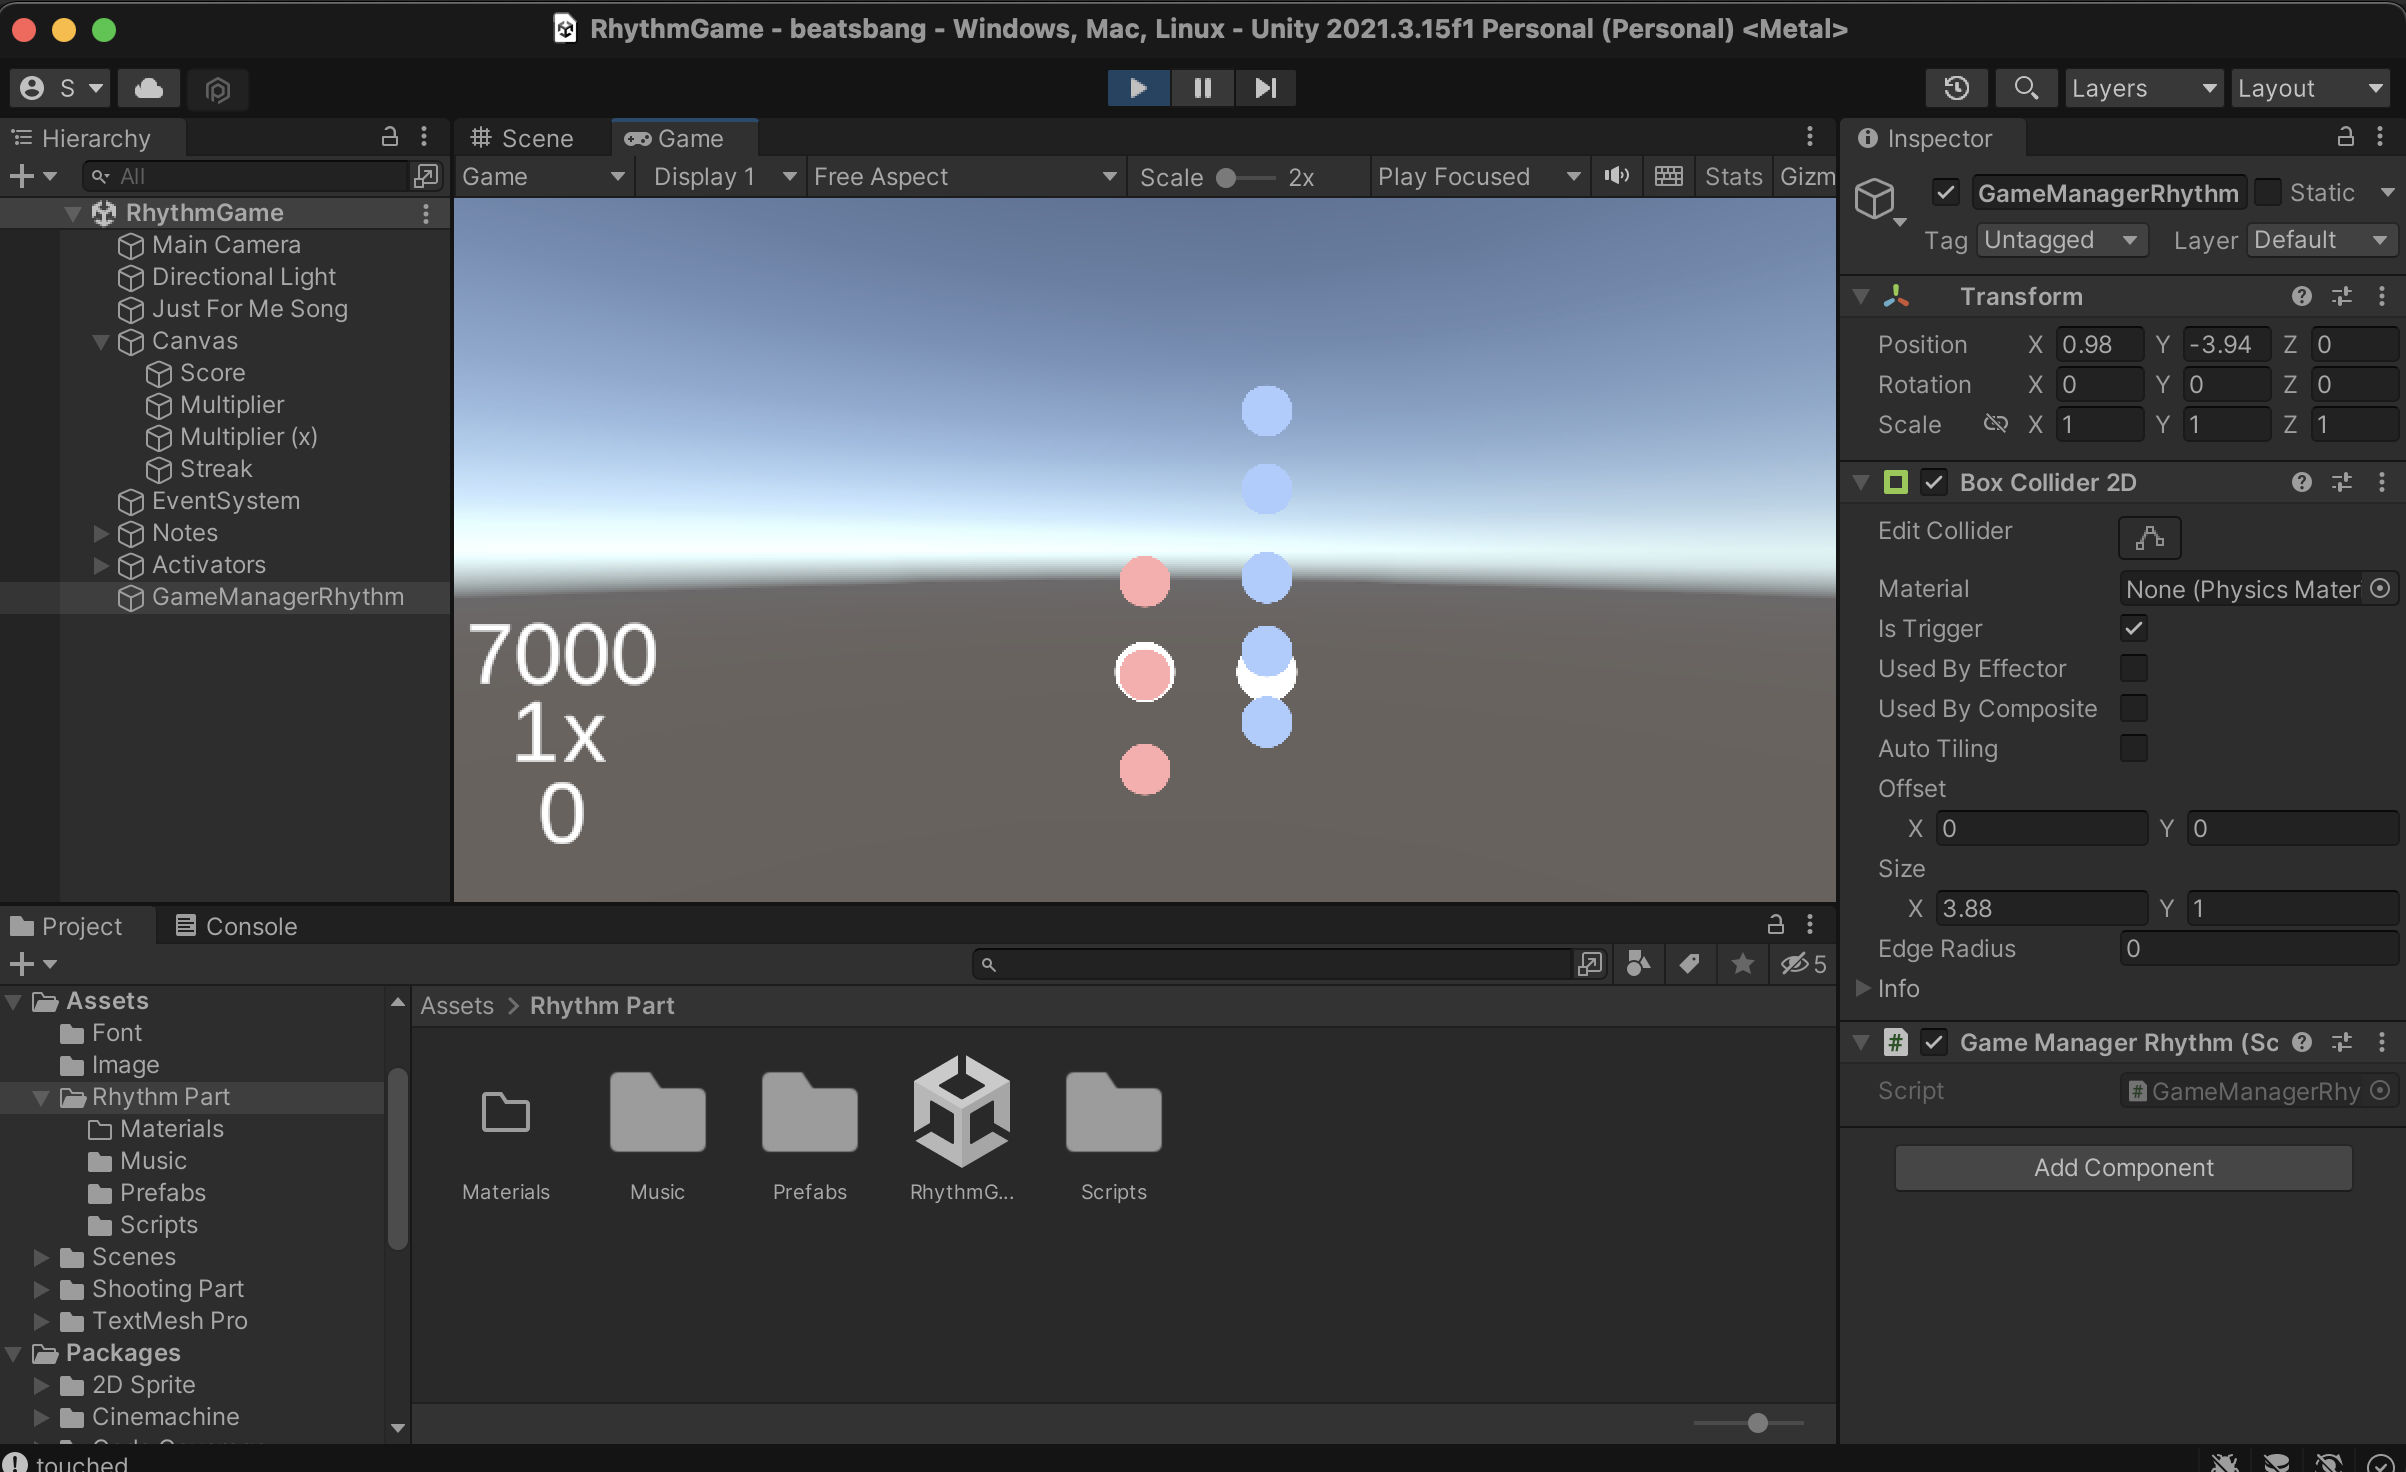 RhythmGame - beatsbang - Windows, Mac, Linux - Unity 2021.3.15f1 Personal (Personal) <Metal>
S
Layers
Layout
Hierarchy
All
RhythmGame
Main Camera
Directional Light
Just For Me Song
Canvas
Score
Multiplier
Multiplier (x)
Streak
EventSystem
Notes
Activators
GameManagerRhythm
Scene
Game
Game
Display 1
Free Aspect
Scale
2x
Play Focused
Stats
Gizm
7000
1x
0
Inspector
GameManagerRhythm
Static
Tag
Untagged
Layer
Default
Transform
Position X 0.98 Y -3.94 Z 0
Rotation X 0 Y 0 Z 0
Scale X 1 Y 1 Z 1
Box Collider 2D
Edit Collider
Material
None (Physics Mater
Is Trigger
Used By Effector
Used By Composite
Auto Tiling
Offset
X 0 Y 0
Size
X 3.88 Y 1
Edge Radius 0
Info
Game Manager Rhythm (Sc
Script
GameManagerRhy
Add Component
Project
Console
5
Assets
Font
Image
Rhythm Part
Materials
Music
Prefabs
Scripts
Scenes
Shooting Part
TextMesh Pro
Packages
2D Sprite
Cinemachine
Assets > Rhythm Part
Materials
Music
Prefabs
RhythmG...
Scripts
touched